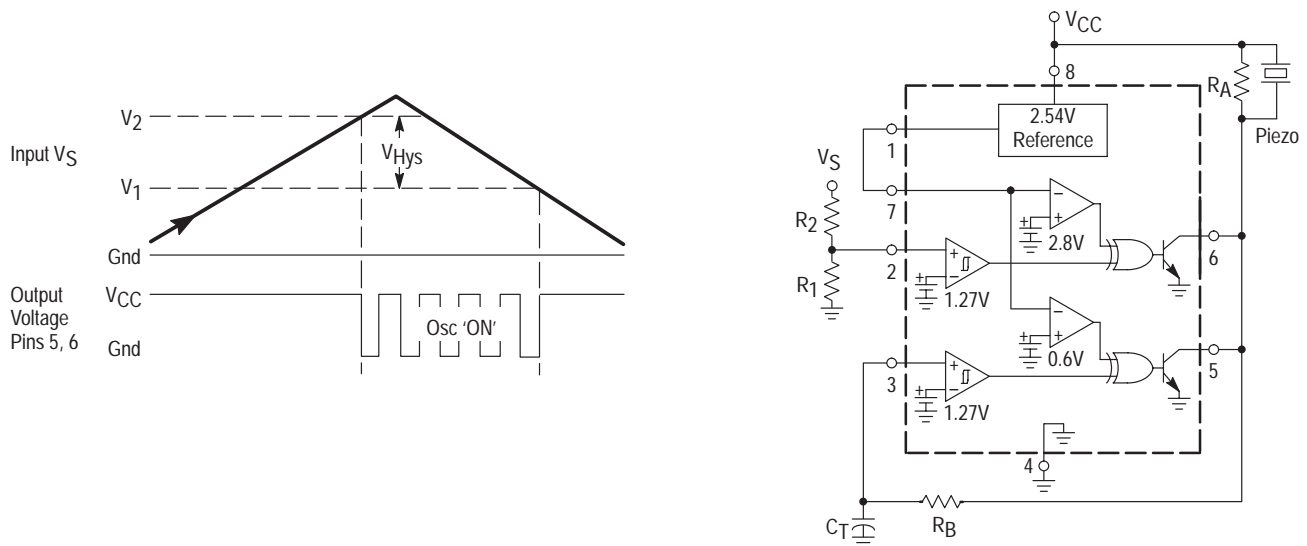 V2
Input VS
VHys
V1
Gnd
Output
Voltage
Pins 5, 6
VCC
Osc ‘ON’
Gnd
VCC
8
RA
2.54V
Reference
Piezo
1
VS
7
R2
+
–
+
2.8V
6
2
+
–
+
1.27V
R1
–
+
+
0.6V
5
3
+
–
+
1.27V
4
CT
RB